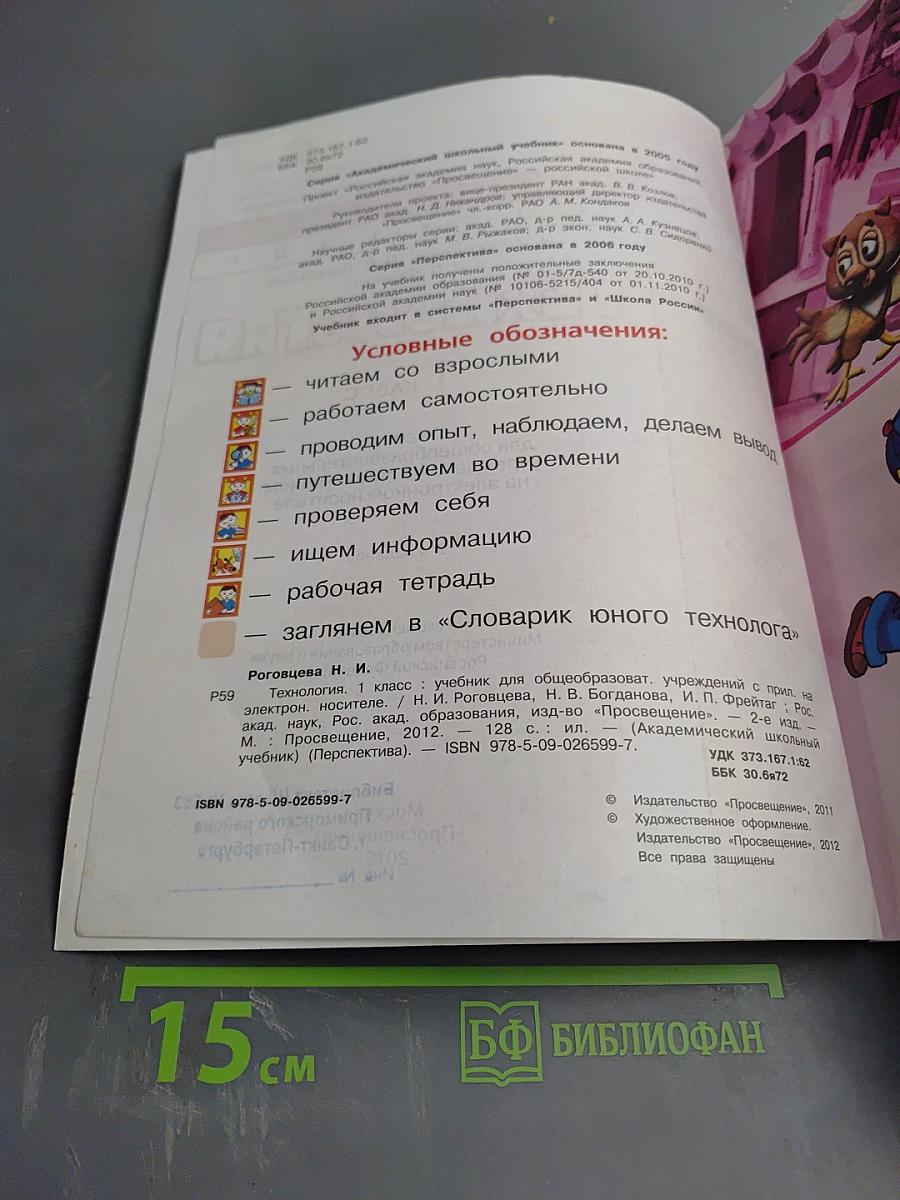 УДК 373.167.1:62
ББК 30.6я72
Р59
Серия «Академический школьный учебник» основана в 2005 году
Проект «Российская академия наук, Российская академия образования,
издательство «Просвещение» — российской школе»
Руководители проекта: вице-президент РАН акад. В. В. Козлов,
президент РАО акад. Н. Д. Никандров, управляющий директор издательства
«Просвещение» чл.-корр. РАО А. М. Кондаков
Научные редакторы серии: акад. РАО, д-р пед. наук А. А. Кузнецов,
акад. РАО, д-р пед. наук М. В. Рыжаков; д-р экон. наук С. В. Сидоренко
Серия «Перспектива» основана в 2006 году
На учебник получены положительные заключения
Российской академии образования (№ 01-5/7д-540 от 20.10.2010 г.)
и Российской академии наук (№ 10106-5215/404 от 01.11.2010 г.)
Учебник входит в системы «Перспектива» и «Школа России»
Условные обозначения:
— читаем со взрослыми
— работаем самостоятельно
— проводим опыт, наблюдаем, делаем вывод
— путешествуем во времени
— проверяем себя
— ищем информацию
— рабочая тетрадь
— заглянем в «Словарик юного технолога»
Роговцева Н. И.
Р59 Технология. 1 класс : учебник для общеобразоват. учреждений с прил. на
электрон. носителе. / Н. И. Роговцева, Н. В. Богданова, И. П. Фрейтаг ; Рос.
акад. наук, Рос. акад. образования, изд-во «Просвещение». — 2-е изд. —
М. : Просвещение, 2012. — 128 с. : ил. — (Академический школьный
учебник) (Перспектива). — ISBN 978-5-09-026599-7.
УДК 373.167.1:62
ББК 30.6я72
ISBN 978-5-09-026599-7
© Издательство «Просвещение», 2011
© Художественное оформление.
Издательство «Просвещение», 2012
Все права защищены
15 см
БФ БИБЛИОФАН